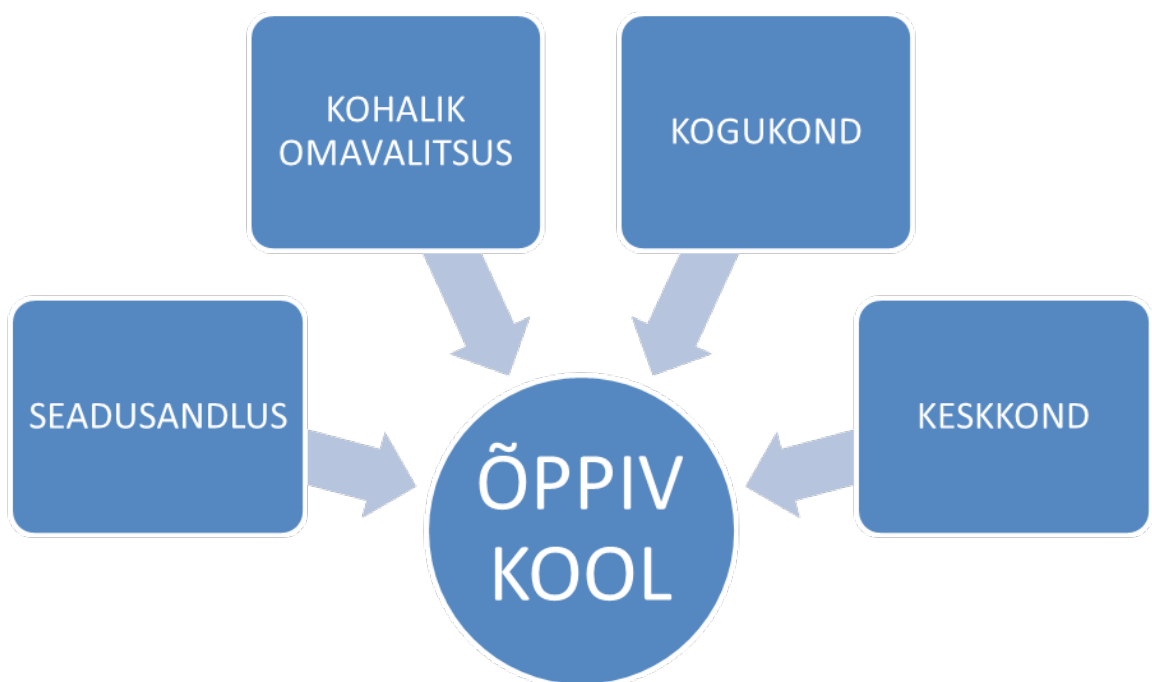 KOHALIK
OMAVALITSUS
KOGUKOND
SEADUSANDLUS
KESKKOND
ÕPPIV
KOOL